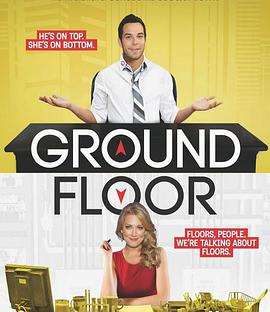 HE'S ON TOP.
SHE'S ON BOTTOM.
GROUND
FLOOR
FLOORS, PEOPLE.
WE'RE TALKING ABOUT
FLOORS.